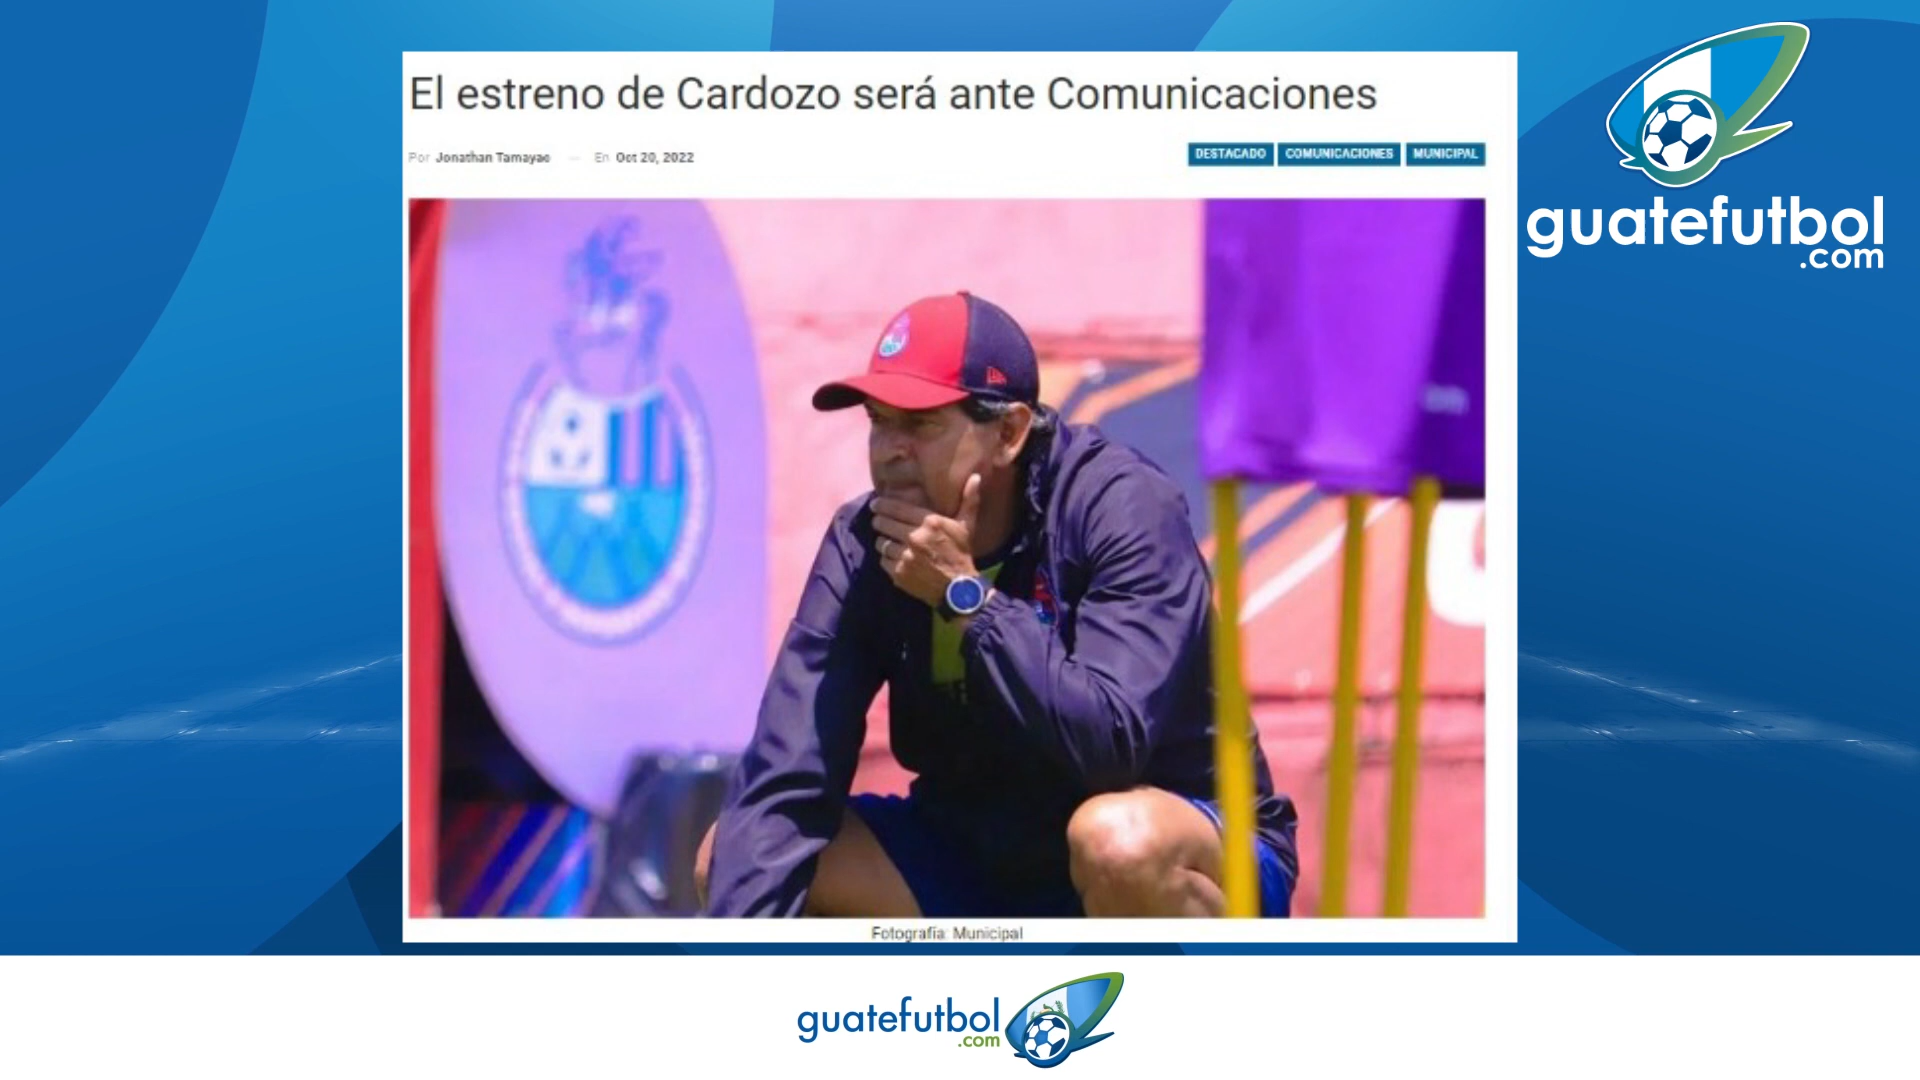 El estreno de Cardozo será ante Comunicaciones
Por Jonathan Tamayac — En Oct 20, 2022
DESTACADO COMUNICACIONES MUNICIPAL
guatefutbol
.com
Fotografía: Municipal
guatefutbol
.com